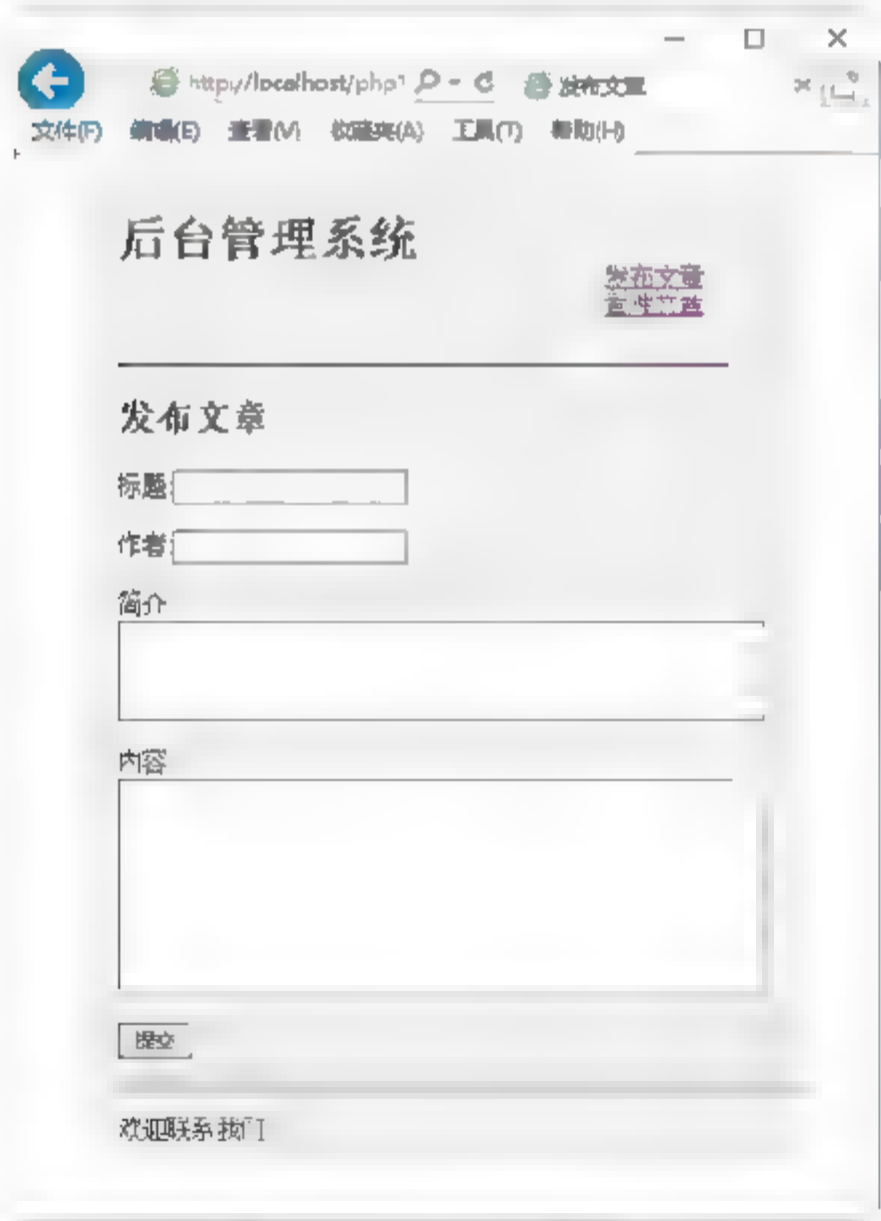 http://localhost/php
发布文章
文件(F) 编辑(E) 查看(V) 收藏夹(A) 工具(T) 帮助(H)
后台管理系统
发布文章
发布文章
标题:
作者:
简介
内容
提交
欢迎联系我们